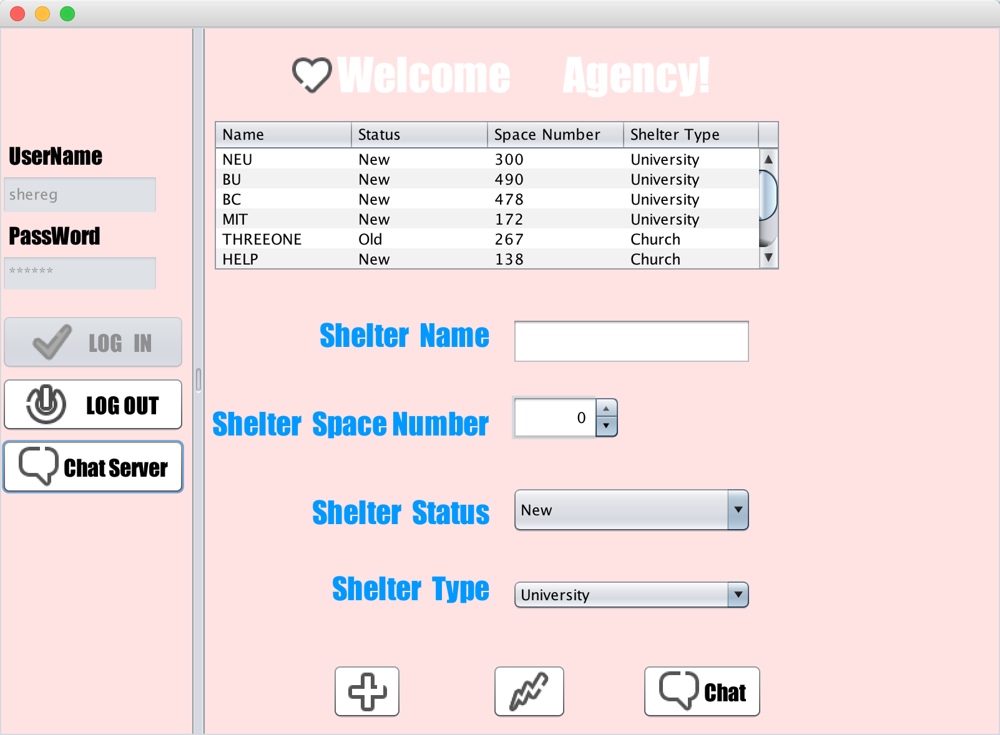 UserName
shereg
PassWord
******
LOG IN
LOG OUT
Chat Server
Welcome Agency!
Name Status Space Number Shelter Type
NEU New 300 University
BU New 490 University
BC New 478 University
MIT New 172 University
THREEONE Old 267 Church
HELP New 138 Church
Shelter Name
Shelter Space Number 0
Shelter Status New
Shelter Type University
Chat